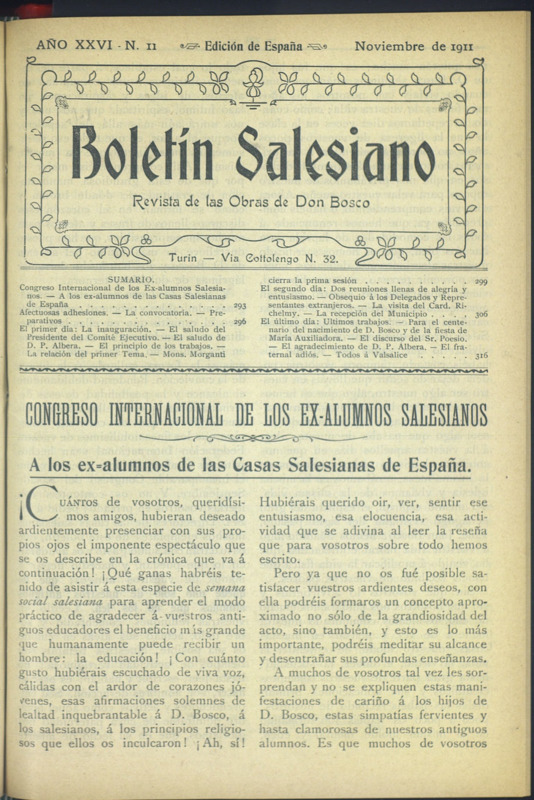 AÑO XXVI - N. 11
Edición de España
Noviembre de 1911
Boletín Salesiano
Revista de las Obras de Don Bosco
Turín — Via Cottolengo N. 32.
SUMARIO.
Congreso Internacional de los Ex-alumnos Salesia-
nos. — A los ex-alumnos de las Casas Salesianas
de España . . . . . . . . . . . . . . . . 293
Afectuosas adhesiones. — La convocatoria. — Pre-
parativos . . . . . . . . . . . . . . . . 296
El primer día: La inauguración. — El saludo del
Presidente del Comité Ejecutivo. — El saludo de
D. P. Albera. — El principio de los trabajos. —
La relación del primer Tema. — Mons. Morganti
cierra la prima sesión . . . . . . . . . . 299
El segundo día: Dos reuniones llenas de alegría y
entusiasmo. — Obsequio á los Delegados y Repre-
sentantes extranjeros. — La visita del Card. Ri-
chelmy. — La recepción del Municipio . . . . 306
El último día: Ultimos trabajos. — Para el cente-
nario del nacimiento de D. Bosco y de la fiesta de
María Auxiliadora. — El discurso del Sr. Poesio.
— El agradecimiento de D. P. Albera. — El fra-
ternal adiós. — Todos á Valsalice . . . . . 316
CONGRESO INTERNACIONAL DE LOS EX-ALUMNOS SALESIANOS
A los ex=alumnos de las Casas Salesianas de España.
¡CUÁNTOS de vosotros, queridísi-
mos amigos, hubieran deseado
ardientemente presenciar con sus pro-
pios ojos el imponente espectáculo que
se os describe en la crónica que va á
continuación! ¡Qué ganas habréis te-
nido de asistir á esta especie de semana
social salesiana para aprender el modo
práctico de agradecer á vuestros anti-
guos educadores el beneficio más grande
que humanamente puede recibir un
hombre: la educación! ¡Con cuánto
gusto hubiérais escuchado de viva voz,
cálidas con el ardor de corazones jó-
venes, esas afirmaciones solemnes de
lealtad inquebrantable á D. Bosco, á
los salesianos, á los principios religio-
sos que ellos os inculcaron! ¡Ah, sí!
Hubiérais querido oir, ver, sentir ese
entusiasmo, esa elocuencia, esa acti-
vidad que se adivina al leer la reseña
que para vosotros sobre todo hemos
escrito.
Pero ya que no os fué posible sa-
tisfacer vuestros ardientes deseos, con
ella podréis formaros un concepto apro-
ximado no sólo de la grandiosidad del
acto, sino también, y esto es lo más
importante, podréis meditar su alcance
y desentrañar sus profundas enseñanzas.
A muchos de vosotros tal vez les sor-
prendan y no se expliquen estas mani-
festaciones de cariño á los hijos de
D. Bosco, estas simpatías fervientes y
hasta clamorosas de nuestros antiguos
alumnos. Es que muchos de vosotros